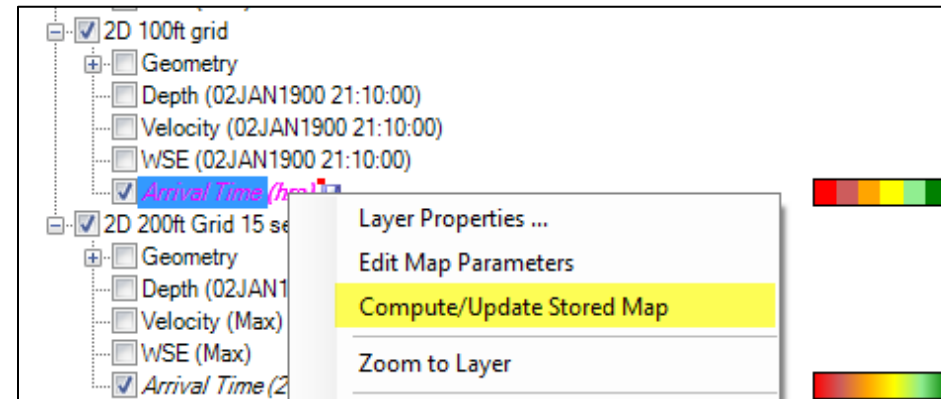 2D 100ft grid
Geometry
Depth (02JAN1900 21:10:00)
Velocity (02JAN1900 21:10:00)
WSE (02JAN1900 21:10:00)
Arrival Time
2D 200ft Grid 15 se
Geometry
Depth (02JAN1
Velocity (Max)
WSE (Max)
Arrival Time (2
Layer Properties ...
Edit Map Parameters
Compute/Update Stored Map
Zoom to Layer